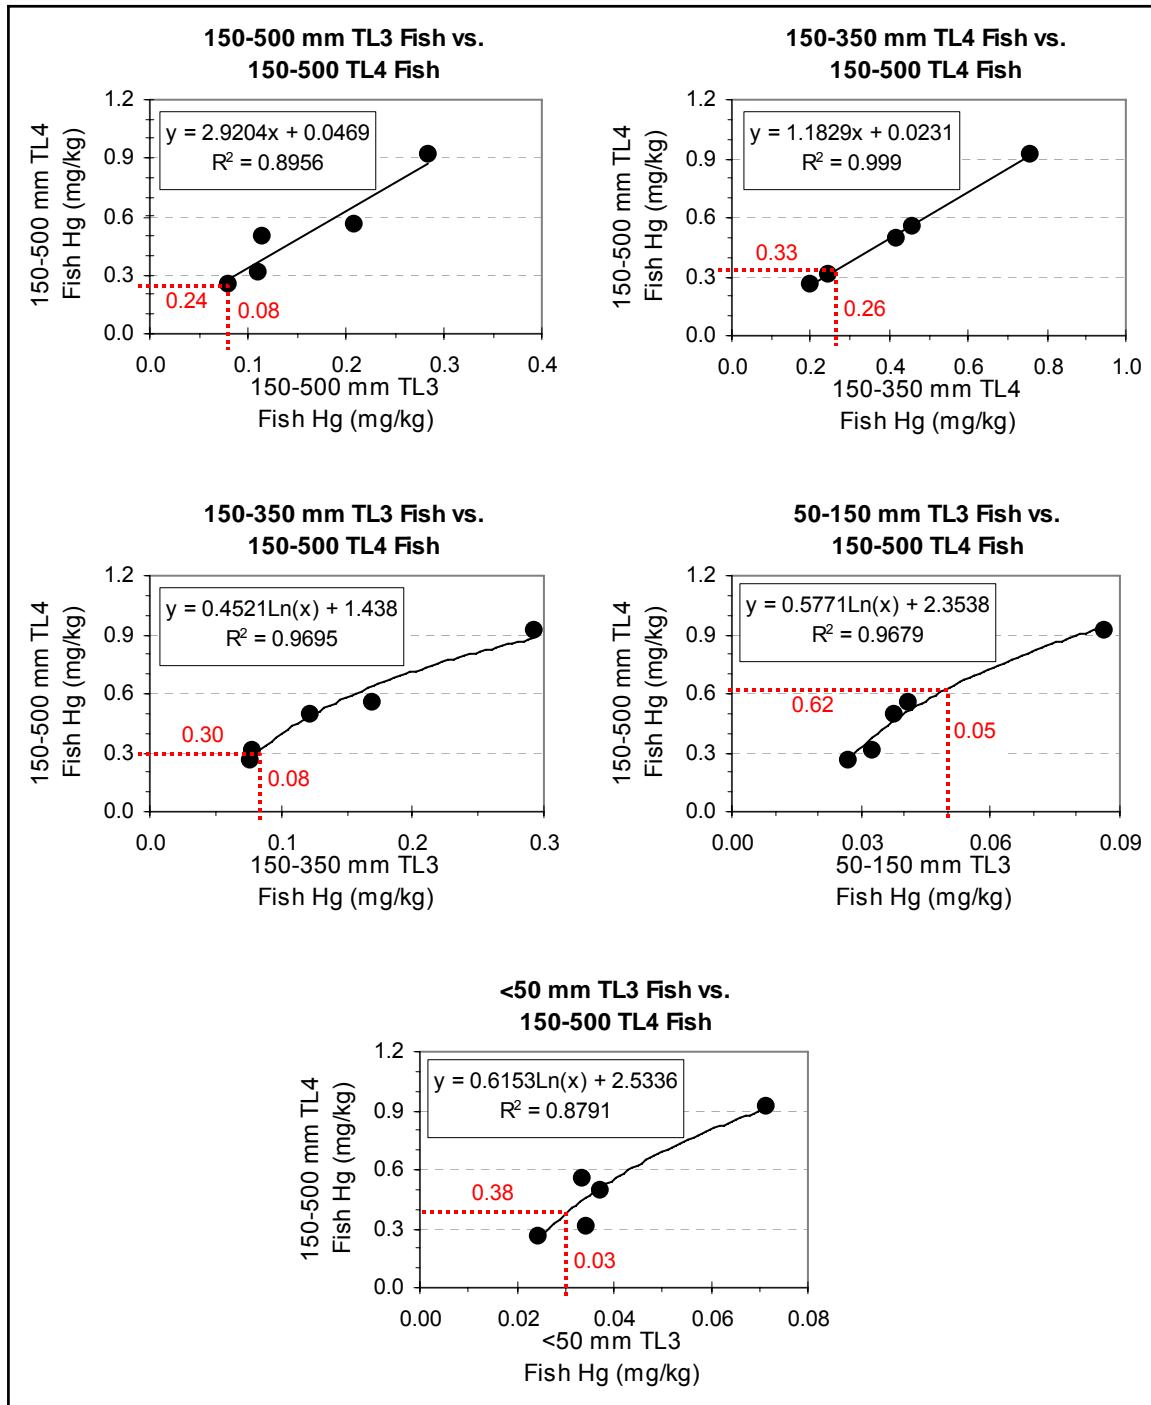 150-500 mm TL3 Fish vs.
150-500 TL4 Fish
150-500 mm TL4
Fish Hg (mg/kg)
1.2
0.9
0.6
0.3
0.0
y = 2.9204x + 0.0469
R² = 0.8956
0.24
0.08
0.0 0.1 0.2 0.3 0.4
150-500 mm TL3
Fish Hg (mg/kg)
150-350 mm TL4 Fish vs.
150-500 TL4 Fish
150-500 mm TL4
Fish Hg (mg/kg)
1.2
0.9
0.6
0.3
0.0
y = 1.1829x + 0.0231
R² = 0.999
0.33
0.26
0.0 0.2 0.4 0.6 0.8 1.0
150-350 mm TL4
Fish Hg (mg/kg)
150-350 mm TL3 Fish vs.
150-500 TL4 Fish
150-500 mm TL4
Fish Hg (mg/kg)
1.2
0.9
0.6
0.3
0.0
y = 0.4521Ln(x) + 1.438
R² = 0.9695
0.30
0.08
0.0 0.1 0.2 0.3
150-350 mm TL3
Fish Hg (mg/kg)
50-150 mm TL3 Fish vs.
150-500 TL4 Fish
150-500 mm TL4
Fish Hg (mg/kg)
1.2
0.9
0.6
0.3
0.0
y = 0.5771Ln(x) + 2.3538
R² = 0.9679
0.62
0.05
0.00 0.03 0.06 0.09
50-150 mm TL3
Fish Hg (mg/kg)
<50 mm TL3 Fish vs.
150-500 TL4 Fish
150-500 mm TL4
Fish Hg (mg/kg)
1.2
0.9
0.6
0.3
0.0
y = 0.6153Ln(x) + 2.5336
R² = 0.8791
0.38
0.03
0.00 0.02 0.04 0.06 0.08
<50 mm TL3
Fish Hg (mg/kg)